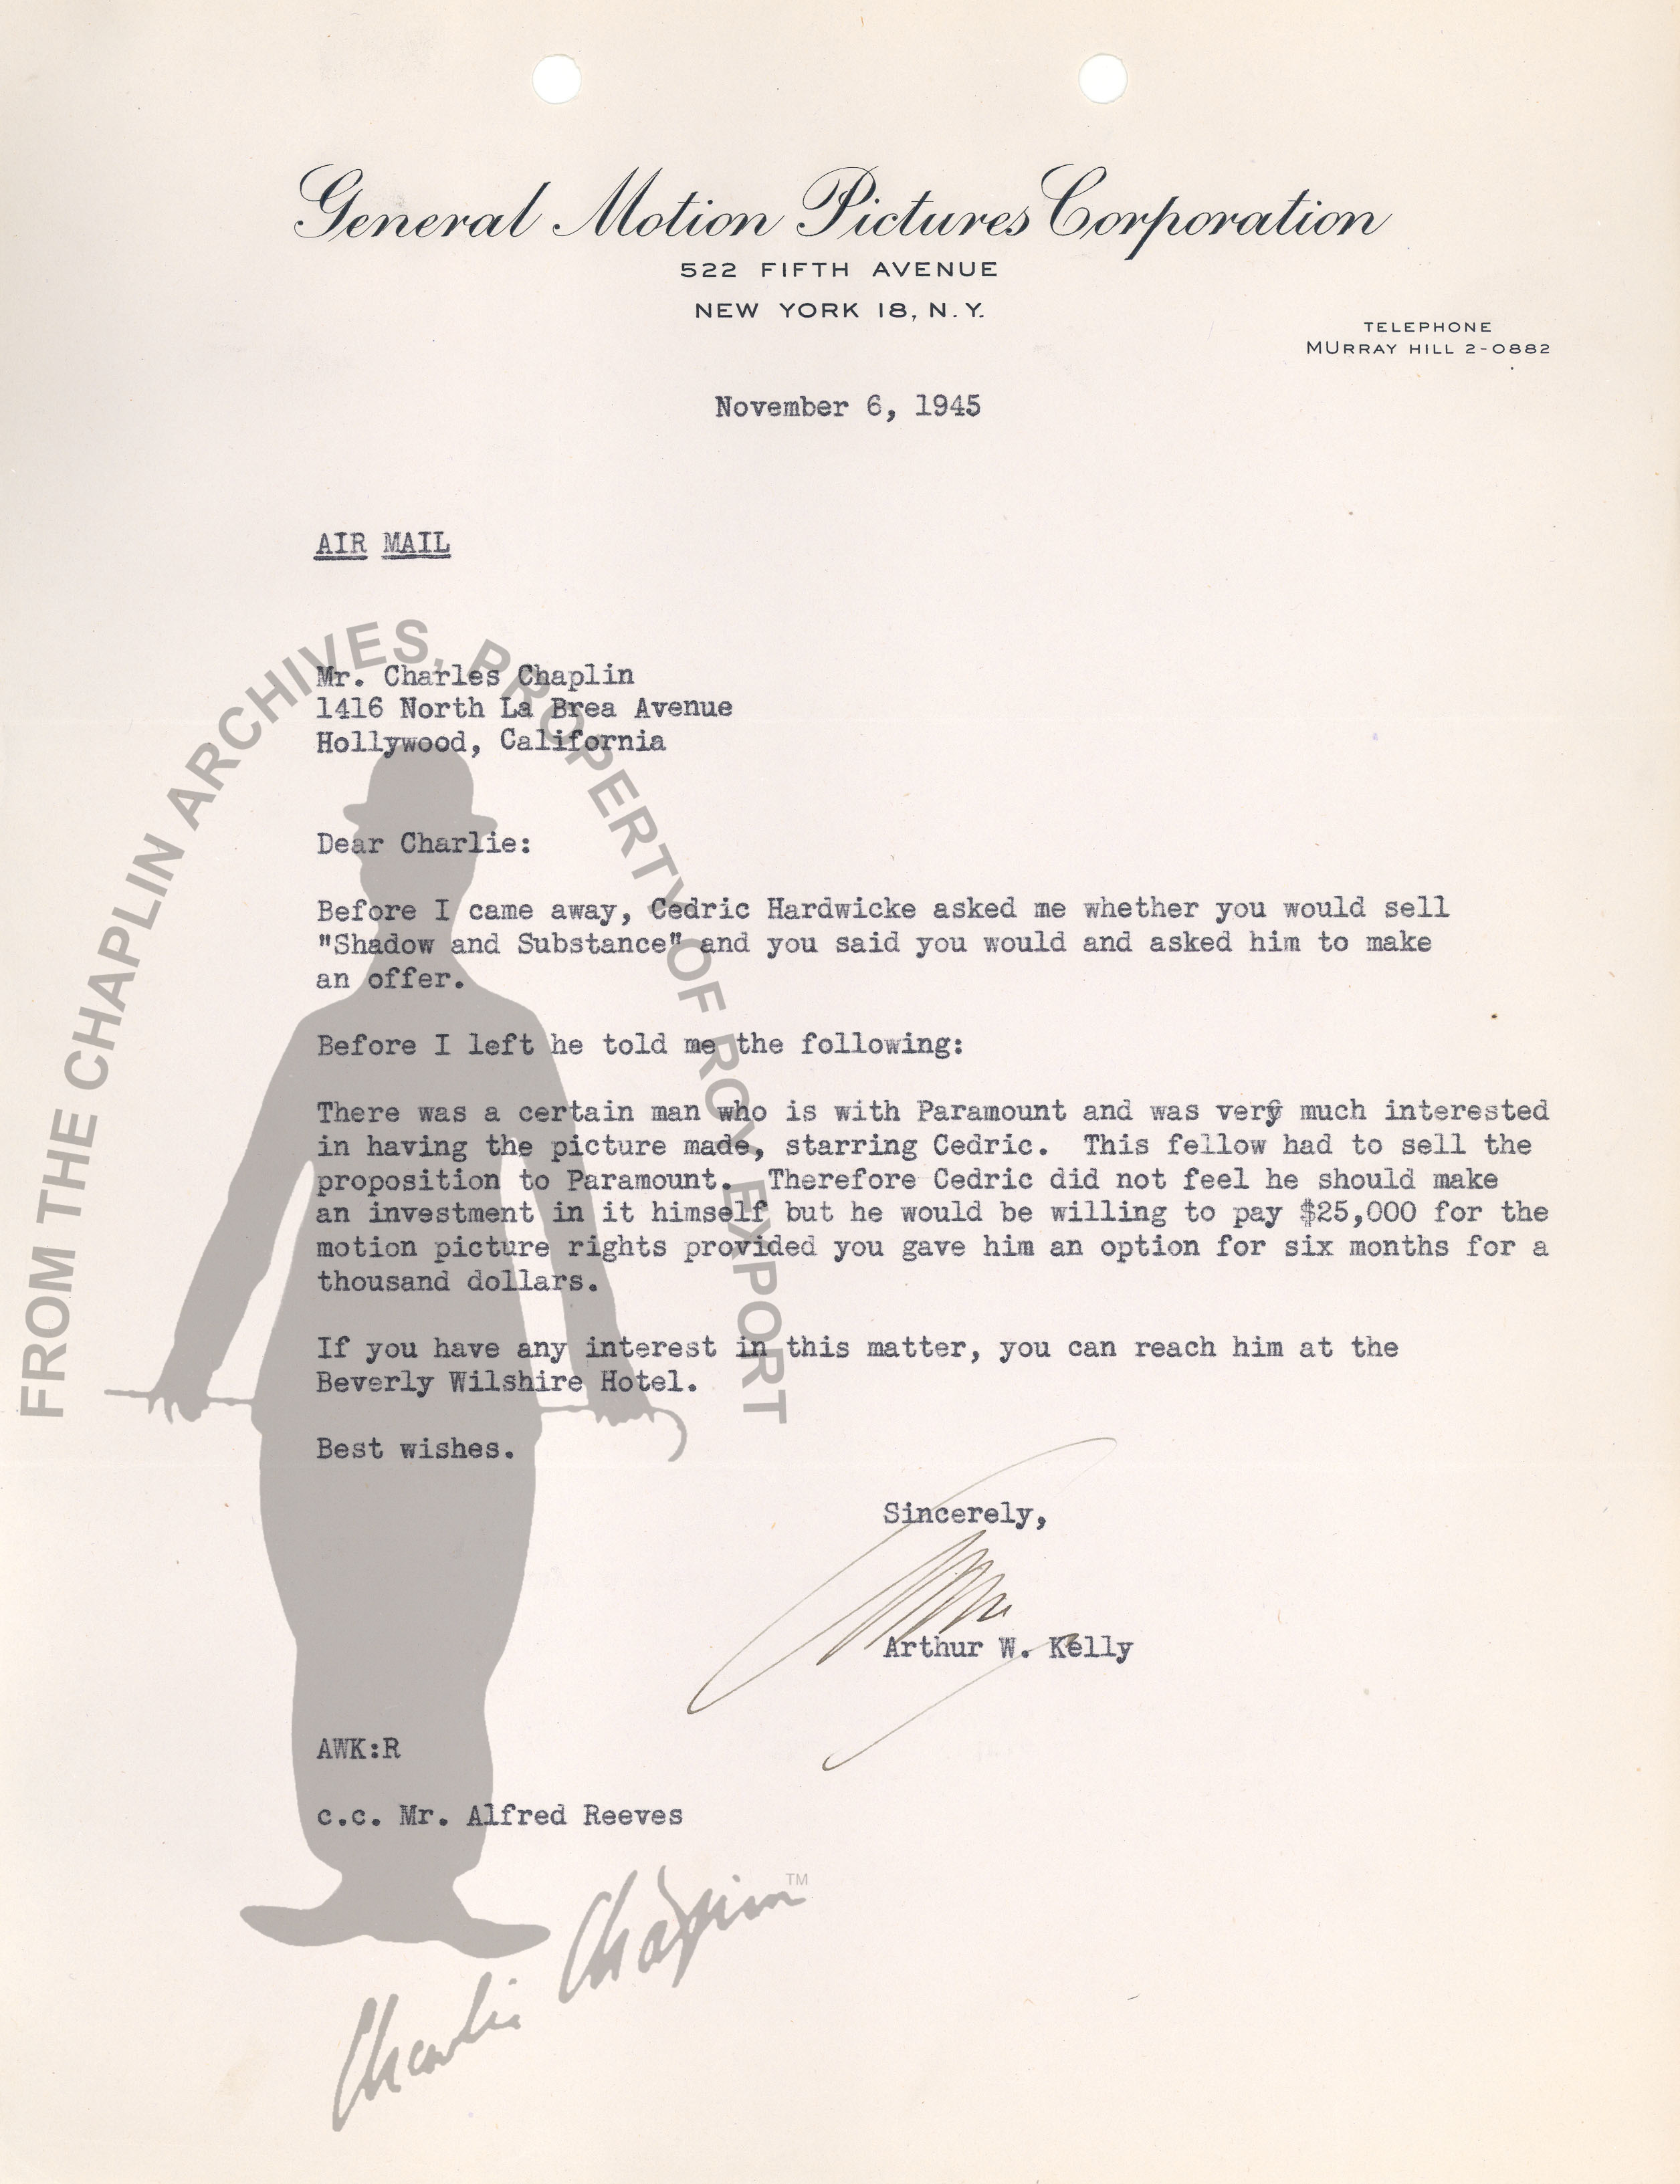 General Motion Pictures Corporation
522 FIFTH AVENUE
NEW YORK 18, N.Y.
TELEPHONE
MURRAY HILL 2-0882
November 6, 1945
AIR MAIL
Mr. Charles Chaplin
1416 North La Brea Avenue
Hollywood, California
Dear Charlie:
Before I came away, Cedric Hardwicke asked me whether you would sell
"Shadow and Substance" and you said you would and asked him to make
an offer.
Before I left he told me the following:
There was a certain man who is with Paramount and was very much interested
in having the picture made, starring Cedric. This fellow had to sell the
proposition to Paramount. Therefore Cedric did not feel he should make
an investment in it himself but he would be willing to pay $25,000 for the
motion picture rights provided you gave him an option for six months for a
thousand dollars.
If you have any interest in this matter, you can reach him at the
Beverly Wilshire Hotel.
Best wishes.
Sincerely,
Arthur W. Kelly
AWK:R
c.c. Mr. Alfred Reeves
FROM THE CHAPLIN ARCHIVES, PROPERTY OF ROY EXPORT
Charlie Chaplin TM